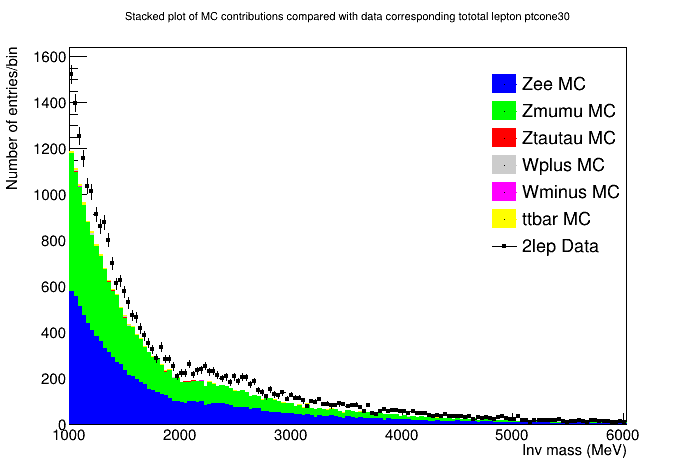 Stacked plot of MC contributions compared with data corresponding tototal lepton ptcone30
Number of entries/bin
1600
1400
1200
1000
800
600
400
200
0
Zee MC
Zmumu MC
Ztautau MC
Wplus MC
Wminus MC
ttbar MC
2lep Data
1000 2000 3000 4000 5000 6000
Inv mass (MeV)